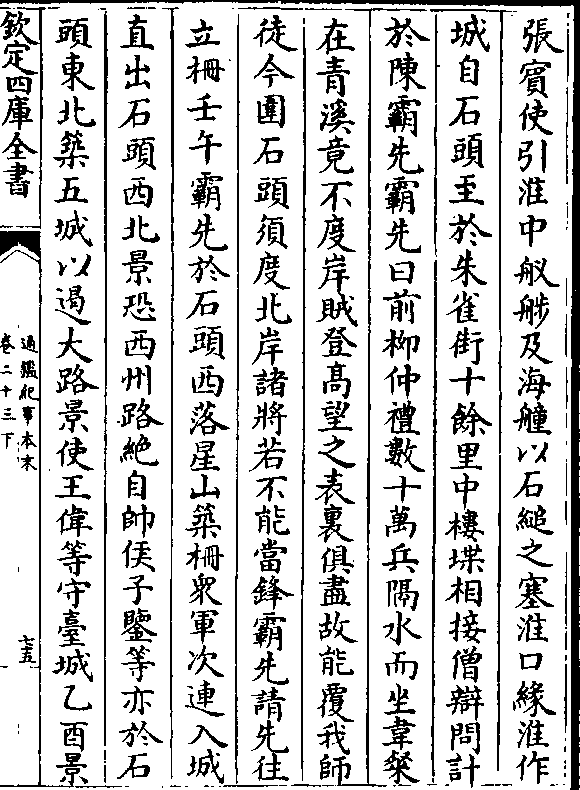 張賓使引淮中舣艀及海艟以石縋之塞淮口緣淮作
城自石頭至於朱雀街十餘里中樓堞相接僧辯問計
於陳霸先霸先曰前栁仲禮數十萬兵隔水而坐韋粲
在青溪竟不度岸賊登髙望之表裏俱盡故能覆我師
徒今圍石頭須度北岸諸將若不能當鋒霸先請先往
立柵壬午霸先於石頭西落星山築柵衆軍次連入城
直出石頭西北景恐西州路絶自帥侯子鑒等亦於石
頭東北築五城以遏大路景使王偉等守臺城乙酉景
欽定四庫全書
通鑑紀事本末
卷二十三下
七五